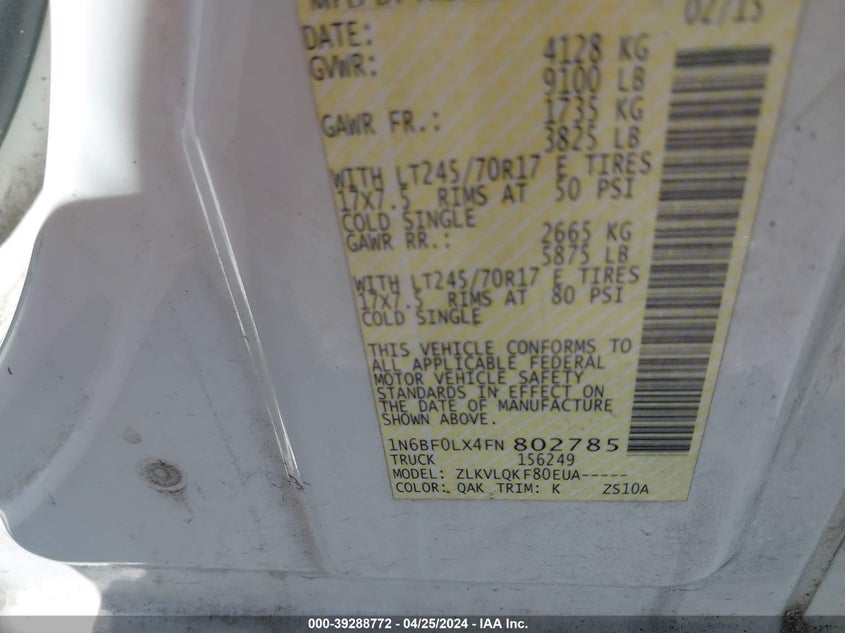 MFD BY
02/15
DATE:
GVWR: 4128 KG
9100 LB
GAWR FR.: 1735 KG
3825 LB
WITH LT245/70R17 E TIRES
17X7.5 RIMS AT 50 PSI
COLD SINGLE
GAWR RR.: 2665 KG
5875 LB
WITH LT245/70R17 E TIRES
17X7.5 RIMS AT 80 PSI
COLD SINGLE
THIS VEHICLE CONFORMS TO
ALL APPLICABLE FEDERAL
MOTOR VEHICLE SAFETY
STANDARDS IN EFFECT ON
THE DATE OF MANUFACTURE
SHOWN ABOVE.
1N6BF0LX4FN 802785
TRUCK 156249
MODEL: ZLKVLQKF80EUA-----
COLOR: QAK TRIM: K ZS10A
000-39288772 - 04/25/2024 - IAA Inc.